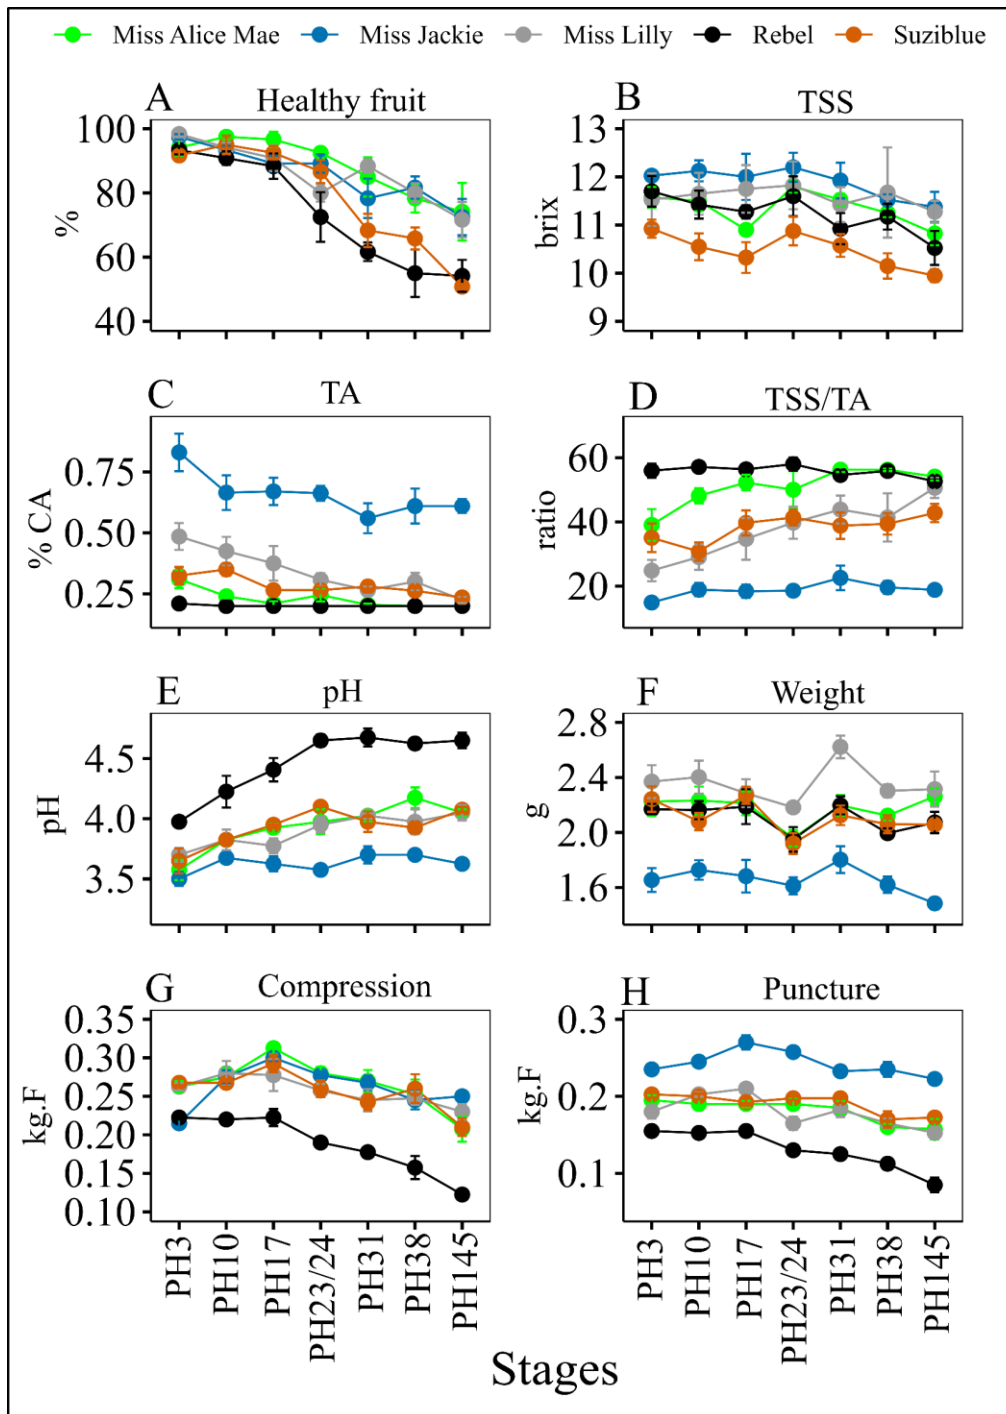 Miss Alice Mae Miss Jackie Miss Lilly Rebel Suziblue
A Healthy fruit
100
80
60
40
%
B TSS
13
12
11
10
9
brix
C TA
0.75
0.50
0.25
% CA
D TSS/TA
60
40
20
ratio
E pH
4.5
4.0
3.5
pH
F Weight
2.8
2.4
2.0
1.6
g
G Compression
0.35
0.30
0.25
0.20
0.15
0.10
kg.F
H Puncture
0.3
0.2
0.1
kg.F
PH3 PH10 PH17 PH23/24 PH31 PH38 PH145
PH3 PH10 PH17 PH23/24 PH31 PH38 PH145
Stages